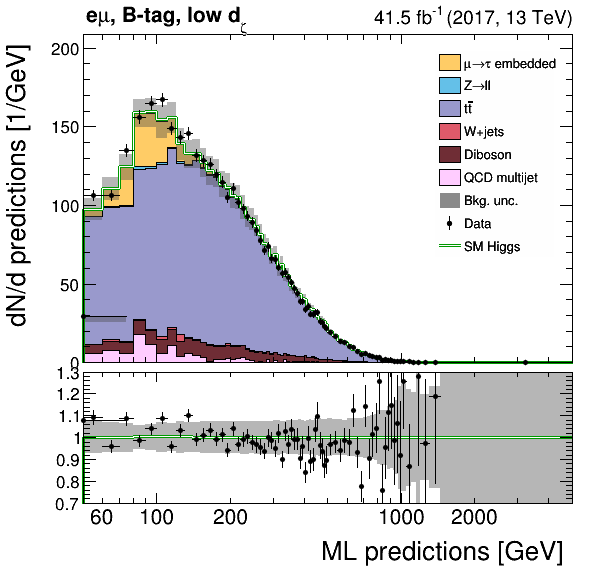 eμ, B-tag, low dζ
41.5 fb⁻¹ (2017, 13 TeV)
dN/d predictions [1/GeV]
200
150
100
50
0
μ→τ embedded
Z→ll
tt̄
W+jets
Diboson
QCD multijet
Bkg. unc.
Data
SM Higgs
1.3
1.2
1.1
1
0.9
0.8
0.7
60 100 200 1000 2000
ML predictions [GeV]